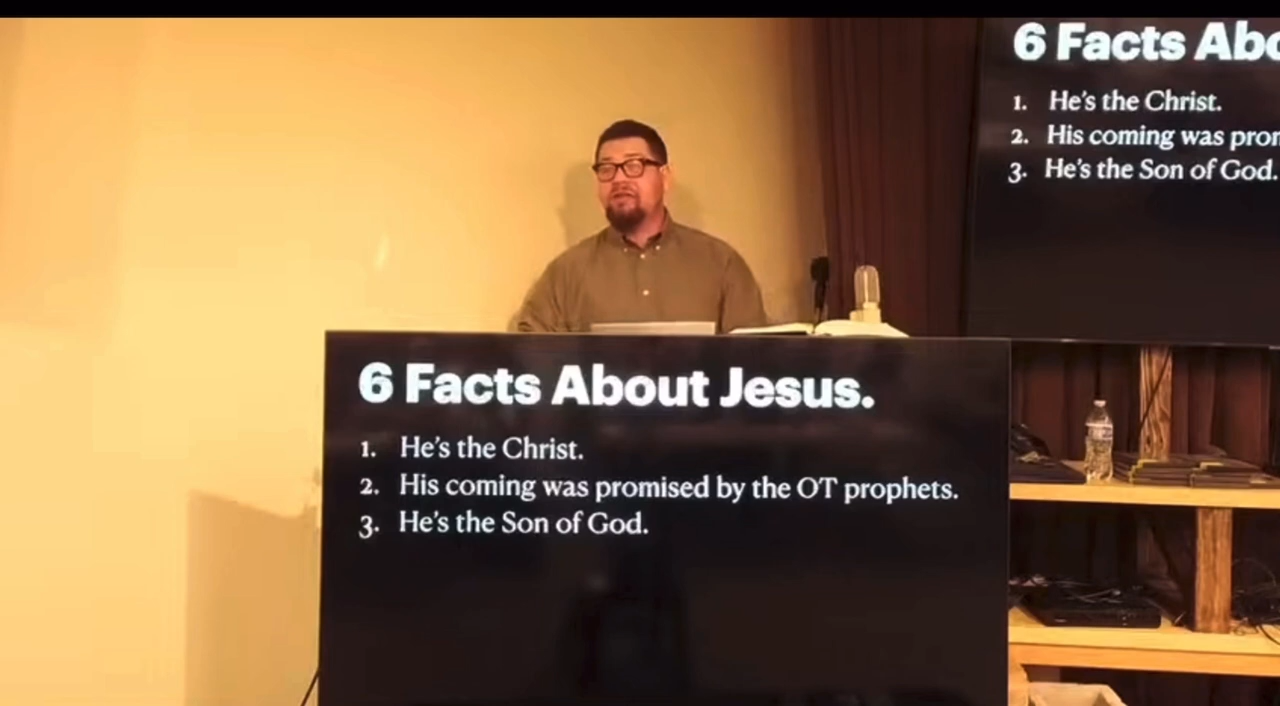 6 Facts About Jesus.
1. He's the Christ.
2. His coming was promised by the OT prophets.
3. He's the Son of God.
6 Facts Abo
1. He's the Christ.
2. His coming was pro
3. He's the Son of God.